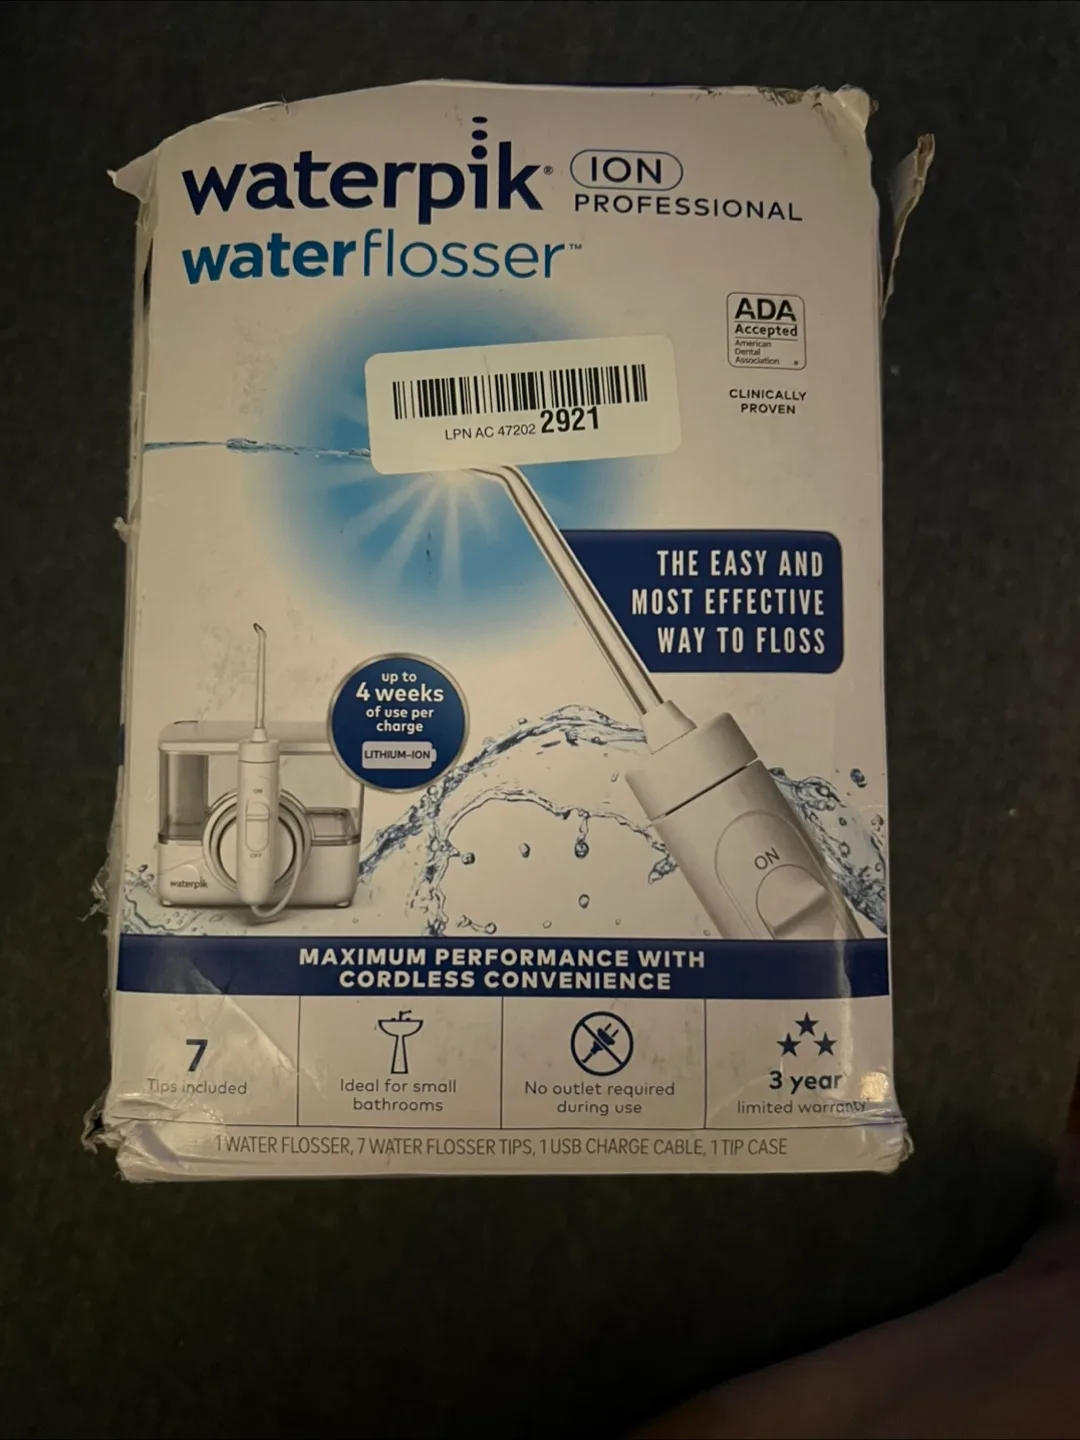 waterpik® ION
PROFESSIONAL
waterflosser™
ADA
Accepted
American
Dental
Association
CLINICALLY
PROVEN
LPN AC 47202 2921
THE EASY AND
MOST EFFECTIVE
WAY TO FLOSS
up to
4 weeks
of use per
charge
LITHIUM-ION
ON
OFF
waterpik
ON
MAXIMUM PERFORMANCE WITH
CORDLESS CONVENIENCE
7
Tips included
Ideal for small
bathrooms
No outlet required
during use
3 year
limited warranty
1 WATER FLOSSER, 7 WATER FLOSSER TIPS, 1 USB CHARGE CABLE, 1 TIP CASE